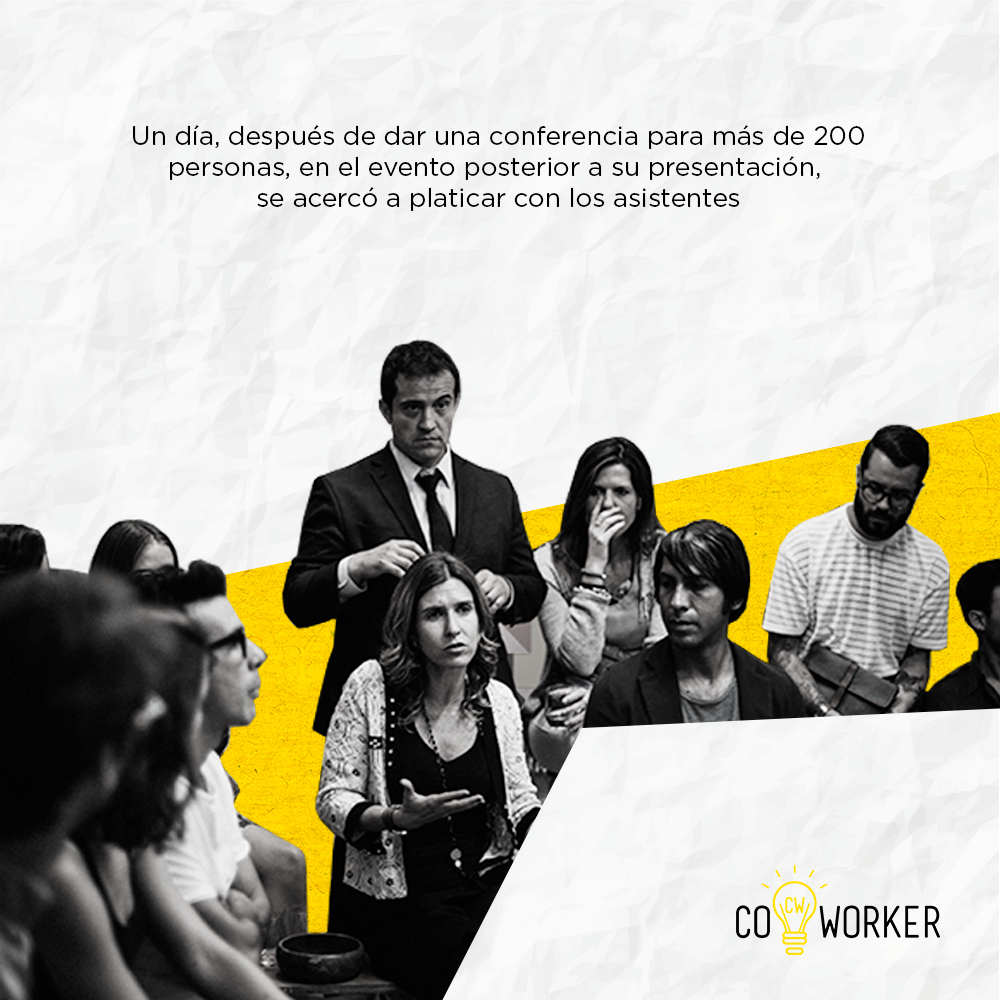 Un día, después de dar una conferencia para más de 200
personas, en el evento posterior a su presentación,
se acercó a platicar con los asistentes
CO CW WORKER